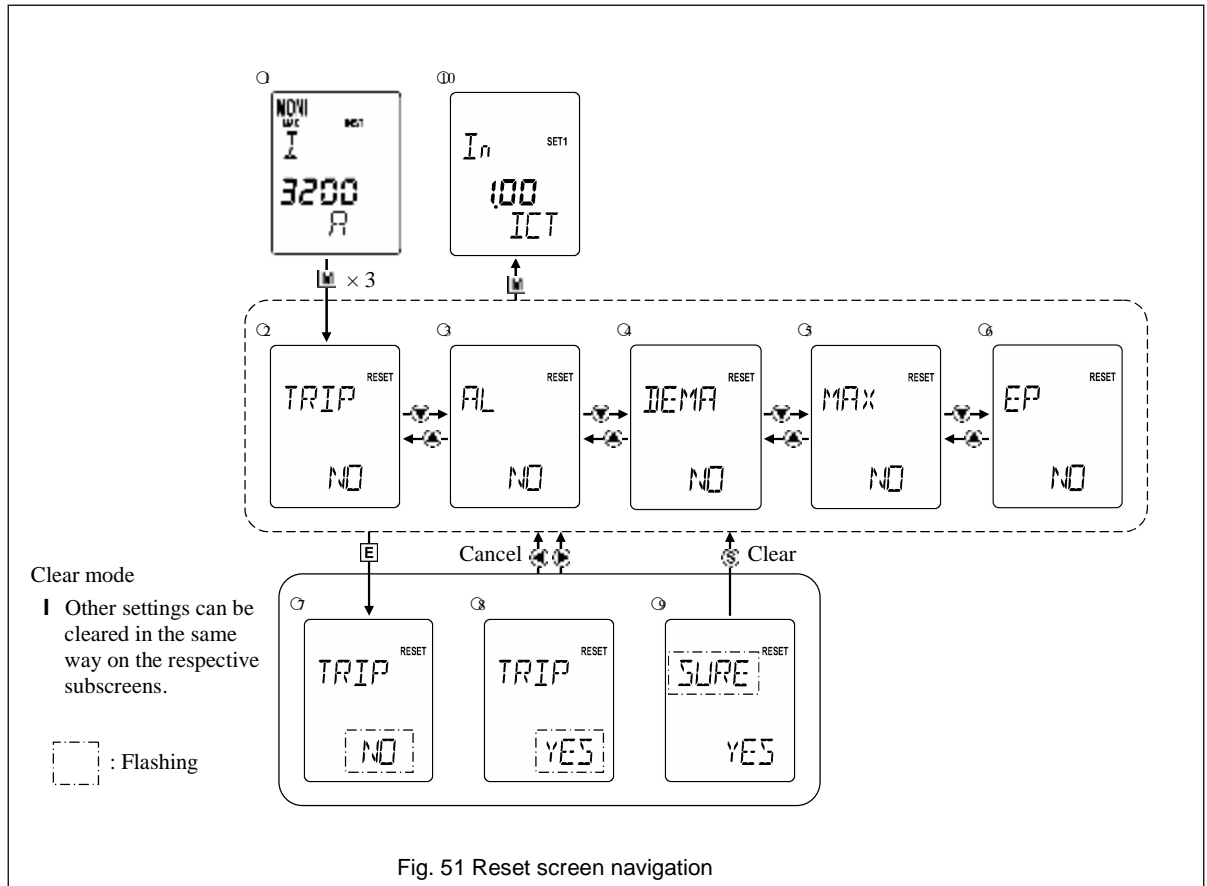 1
10
MONI
INST
I
3200
A
In
SET1
1.00
ICT
M × 3
M
2
3
4
5
6
RESET
TRIP
NO
RESET
AL
NO
RESET
DEMA
NO
RESET
MAX
NO
RESET
EP
NO
E
Cancel
S Clear
Clear mode
l Other settings can be
cleared in the same
way on the respective
subscreens.
: Flashing
7
8
9
RESET
TRIP
NO
RESET
TRIP
YES
RESET
SURE
YES
Fig. 51 Reset screen navigation